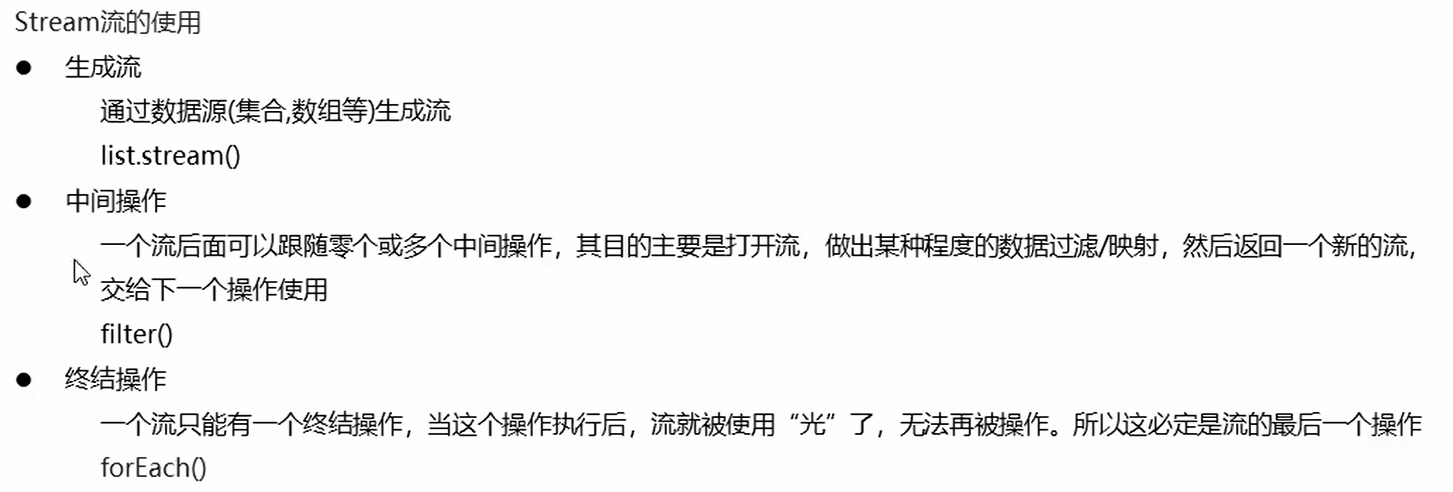 Stream流的使用
● 生成流
通过数据源(集合,数组等)生成流
list.stream()
● 中间操作
一个流后面可以跟随零个或多个中间操作，其目的主要是打开流，做出某种程度的数据过滤/映射，然后返回一个新的流，
交给下一个操作使用
filter()
● 终结操作
一个流只能有一个终结操作，当这个操作执行后，流就被使用“光”了，无法再被操作。所以这必定是流的最后一个操作
forEach()